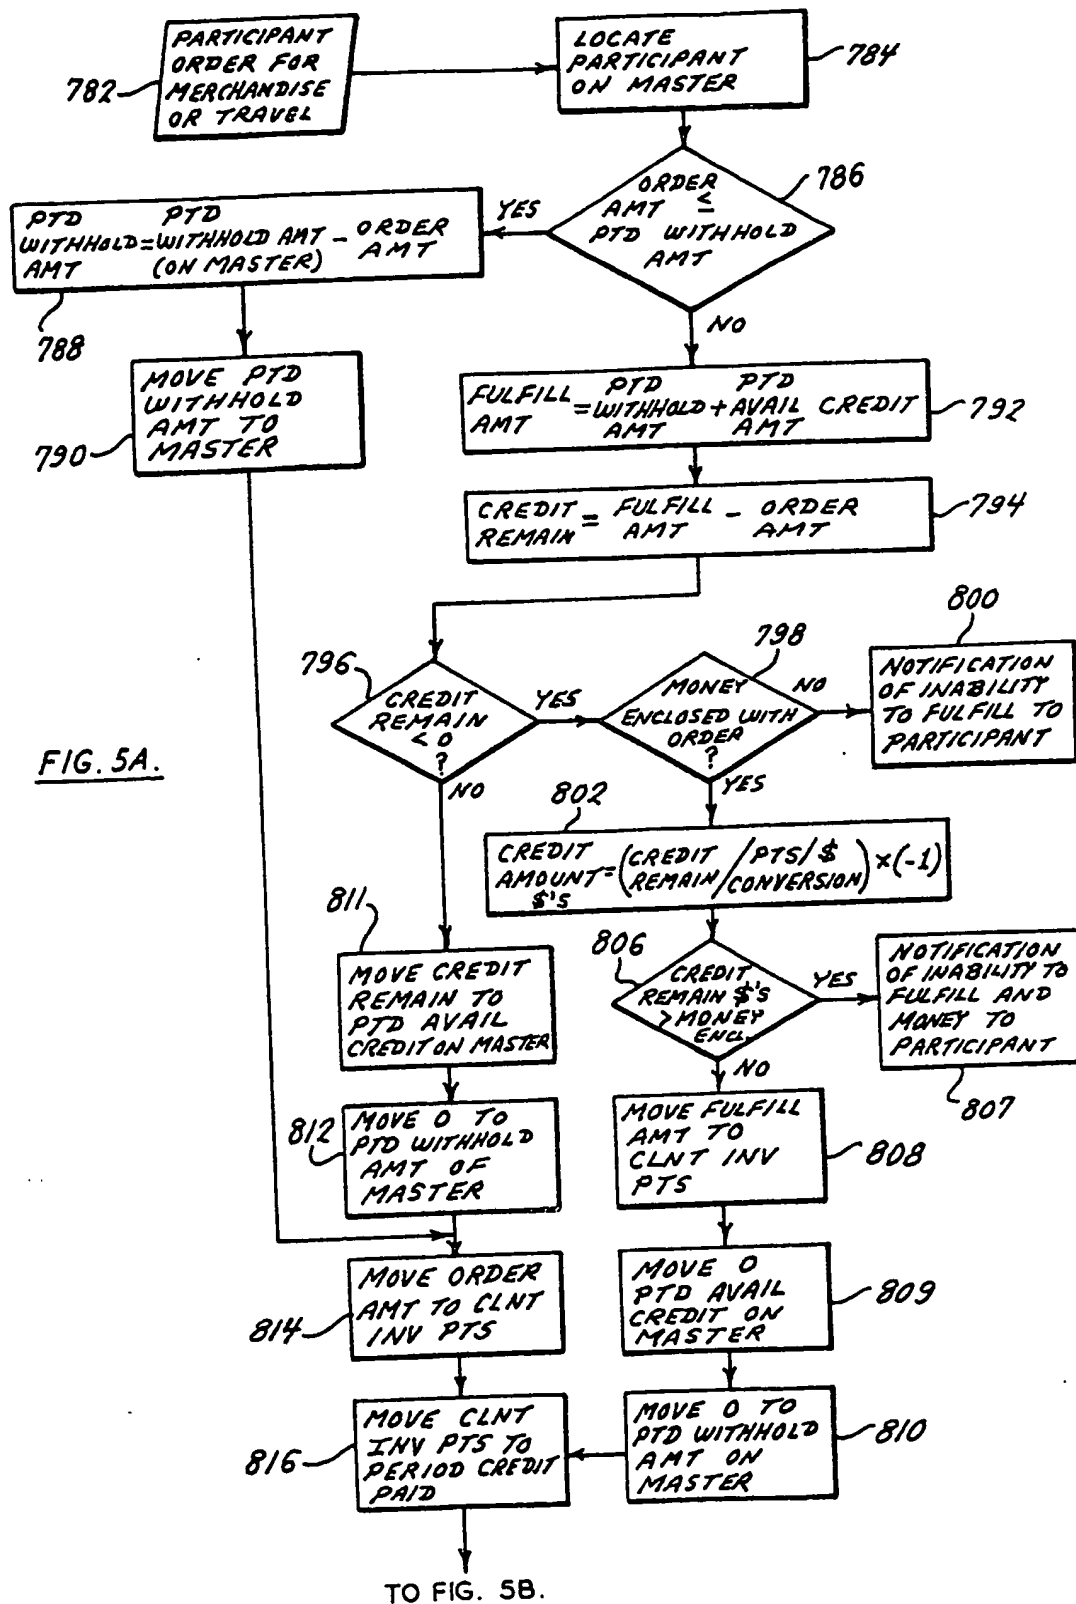 PARTICIPANT
ORDER FOR
MERCHANDISE
OR TRAVEL
782
LOCATE
PARTICIPANT
ON MASTER
784
ORDER
AMT ≤
PTD WITHHOLD
AMT
786
YES
NO
PTD PTD
WITHHOLD=WITHHOLD AMT - ORDER
AMT (ON MASTER) AMT
788
MOVE PTD
WITHHOLD
AMT TO
MASTER
790
PTD PTD
FULFILL =WITHHOLD+AVAIL CREDIT
AMT AMT AMT
792
CREDIT = FULFILL - ORDER
REMAIN AMT AMT
794
796
CREDIT
REMAIN
< 0
?
YES
NO
798
MONEY
ENCLOSED WITH
ORDER
?
NO
YES
800
NOTIFICATION
OF INABILITY
TO FULFILL TO
PARTICIPANT
FIG. 5A.
802
CREDIT
AMOUNT=(CREDIT REMAIN/PTS/$ CONVERSION)×(-1)
$'S
806
CREDIT
REMAIN $'S
>MONEY
ENCL.
YES
NO
NOTIFICATION
OF INABILITY TO
FULFILL AND
MONEY TO
PARTICIPANT
807
811
MOVE CREDIT
REMAIN TO
PTD AVAIL
CREDIT ON MASTER
812
MOVE O TO
PTD WITHHOLD
AMT OF
MASTER
MOVE FULFILL
AMT TO
CLNT INV
PTS
808
MOVE ORDER
AMT TO CLNT
INV PTS
814
MOVE O
PTD AVAIL
CREDIT ON
MASTER
809
MOVE CLNT
INV PTS TO
PERIOD CREDIT
PAID
816
MOVE O TO
PTD WITHHOLD
AMT ON
MASTER
810
TO FIG. 5B.